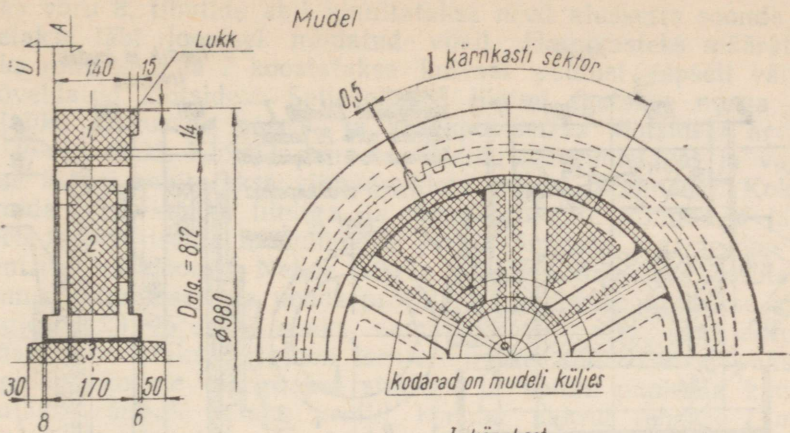 Mudel
A
Ü
Lukk
140
15
1
1
14
2
3
Dalg. = 812
ø980
30
170
50
8
6
1 kärnkasti sektor
0,5
kodarad on mudeli küljes